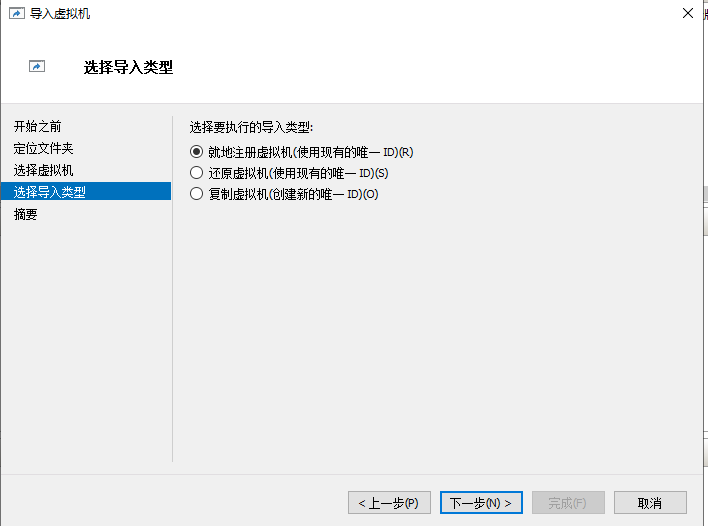 导入虚拟机
选择导入类型
开始之前
定位文件夹
选择虚拟机
选择导入类型
摘要
选择要执行的导入类型:
就地注册虚拟机(使用现有的唯一 ID)(R)
还原虚拟机(使用现有的唯一 ID)(S)
复制虚拟机(创建新的唯一 ID)(O)
< 上一步(P)
下一步(N) >
完成(F)
取消